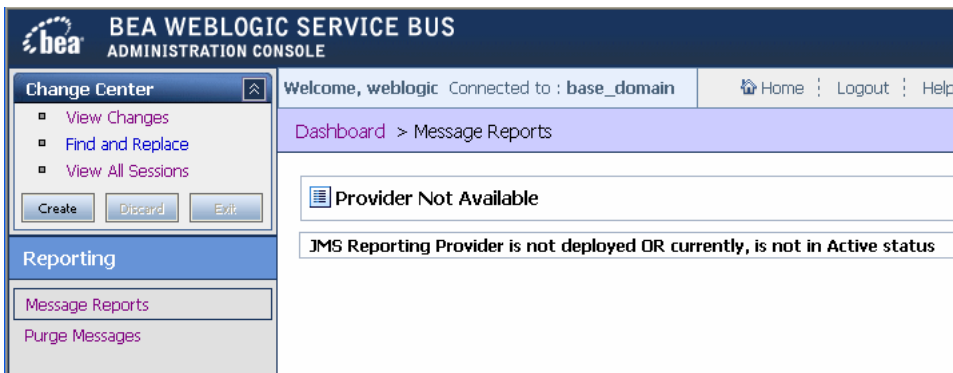 bea
BEA WEBLOGIC SERVICE BUS
ADMINISTRATION CONSOLE
Change Center
View Changes
Find and Replace
View All Sessions
Create Discard Exit
Reporting
Message Reports
Purge Messages
Welcome, weblogic Connected to : base_domain
Home Logout Help
Dashboard > Message Reports
Provider Not Available
JMS Reporting Provider is not deployed OR currently, is not in Active status